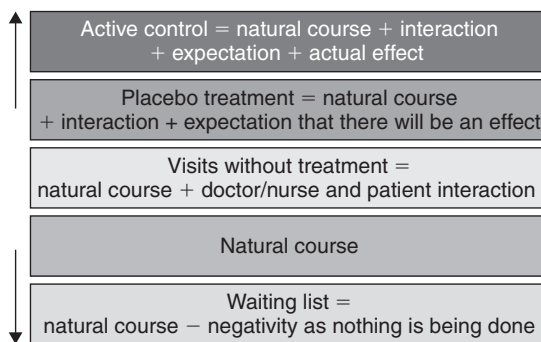 Active control = natural course + interaction
+ expectation + actual effect
Placebo treatment = natural course
+ interaction + expectation that there will be an effect
Visits without treatment =
natural course + doctor/nurse and patient interaction
Natural course
Waiting list =
natural course − negativity as nothing is being done